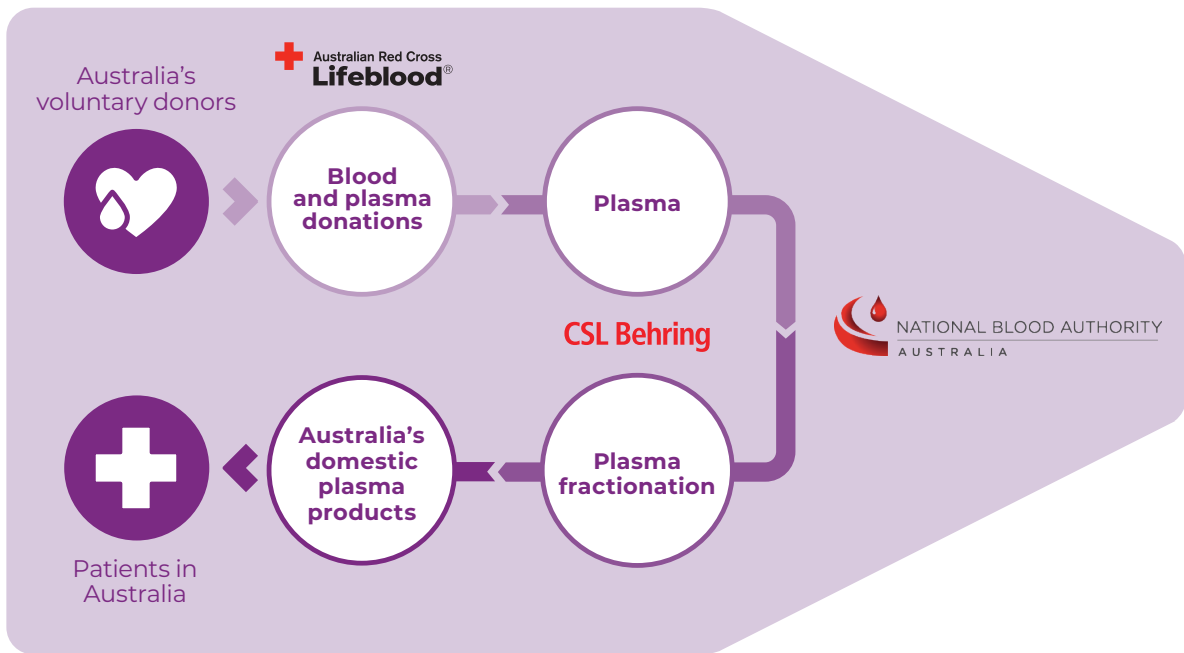 Australia's
voluntary donors
Australian Red Cross
Lifeblood®
Blood
and plasma
donations
Plasma
CSL Behring
NATIONAL BLOOD AUTHORITY
AUSTRALIA
Plasma
fractionation
Australia's
domestic
plasma
products
Patients in
Australia